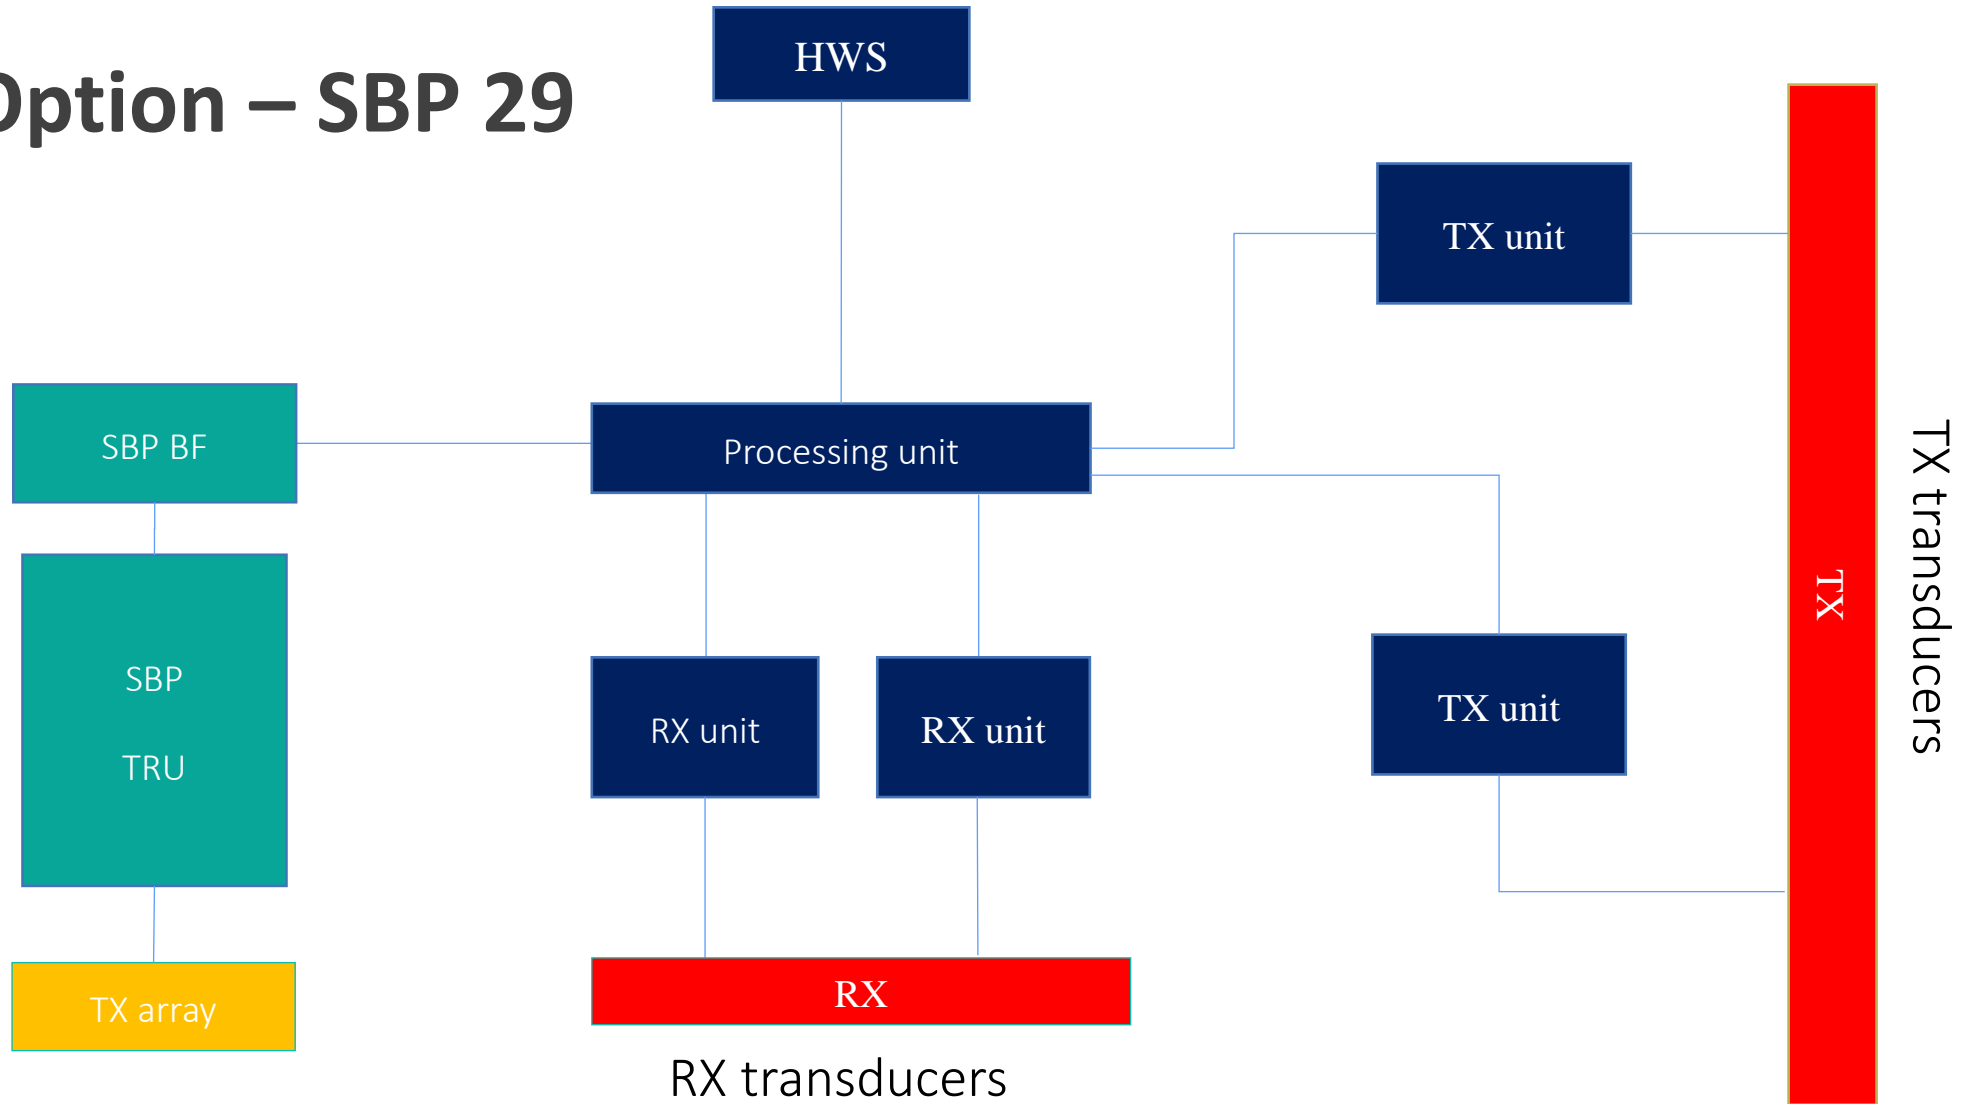 Option – SBP 29
HWS
TX unit
SBP BF
Processing unit
TX transducers
TX
SBP
TRU
RX unit
RX unit
TX unit
TX array
RX
RX transducers